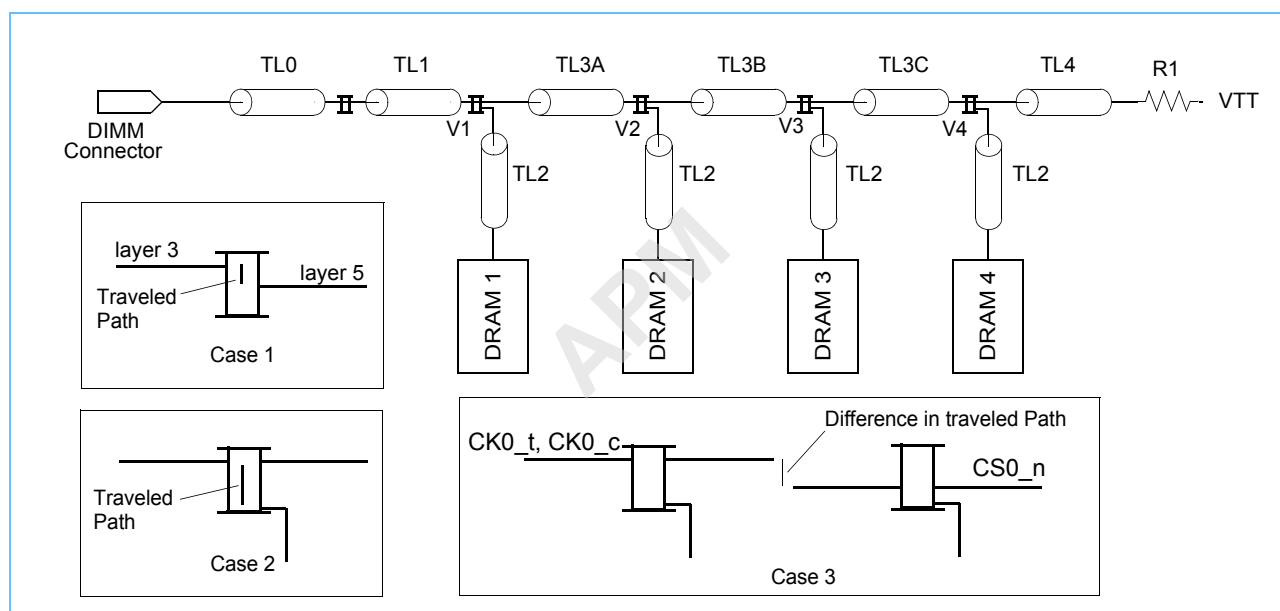 TL0 TL1 TL3A TL3B TL3C TL4 R1
VTT
DIMM
Connector
V1 V2 V3 V4
TL2 TL2 TL2 TL2
DRAM 1 DRAM 2 DRAM 3 DRAM 4
layer 3
layer 5
Traveled
Path
Case 1
Traveled
Path
Case 2
Difference in traveled Path
CK0_t, CK0_c
CS0_n
Case 3
APM